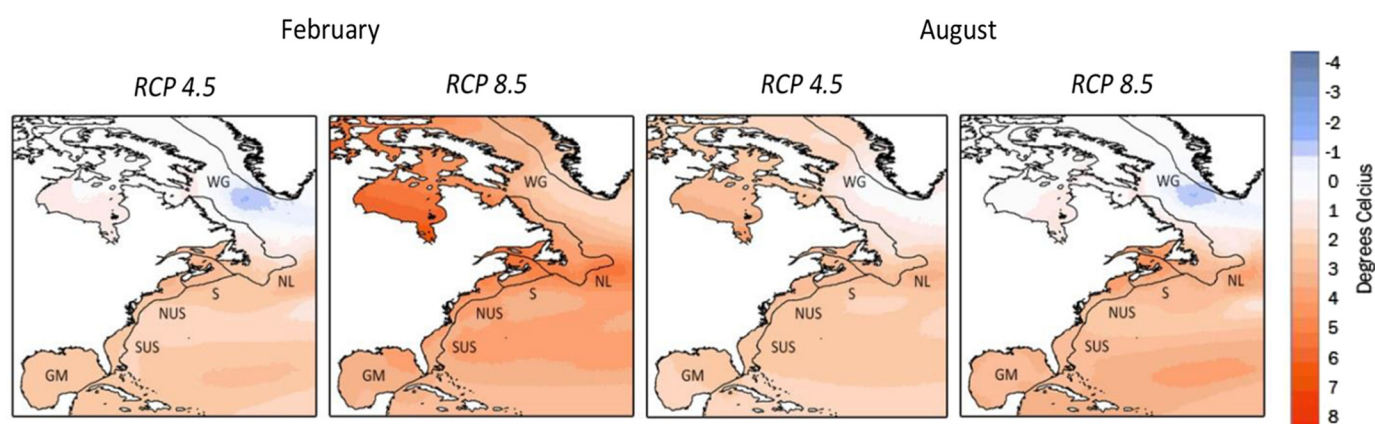 February August
RCP 4.5 RCP 8.5 RCP 4.5 RCP 8.5
WG
NL
S
NUS
SUS
GM
WG
NL
S
NUS
SUS
GM
WG
NL
S
NUS
SUS
GM
WG
NL
S
NUS
SUS
GM
-4
-3
-2
-1
0
1
2
3
4
5
6
7
8
Degrees Celcius